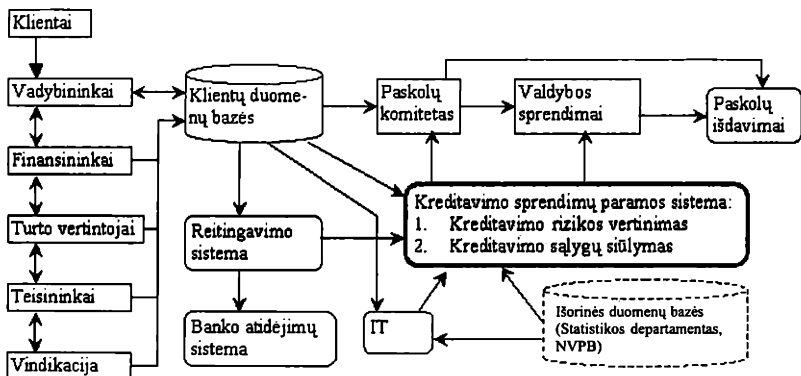 Klientai
Vadybininkai
Finansininkai
Turto vertintojai
Teisininkai
Vindikacija
Klientų duome-
nų bazės
Reitingavimo
sistema
Banko atidėjimų
sistema
Paskolų
komitetas
Valdybos
sprendimai
Paskolų
išdavimai
Kreditavimo sprendimų paramos sistema:
1. Kreditavimo rizikos vertinimas
2. Kreditavimo sąlygų siūlymas
IT
Išorinės duomenų bazės
(Statistikos departamentas,
NVPB)